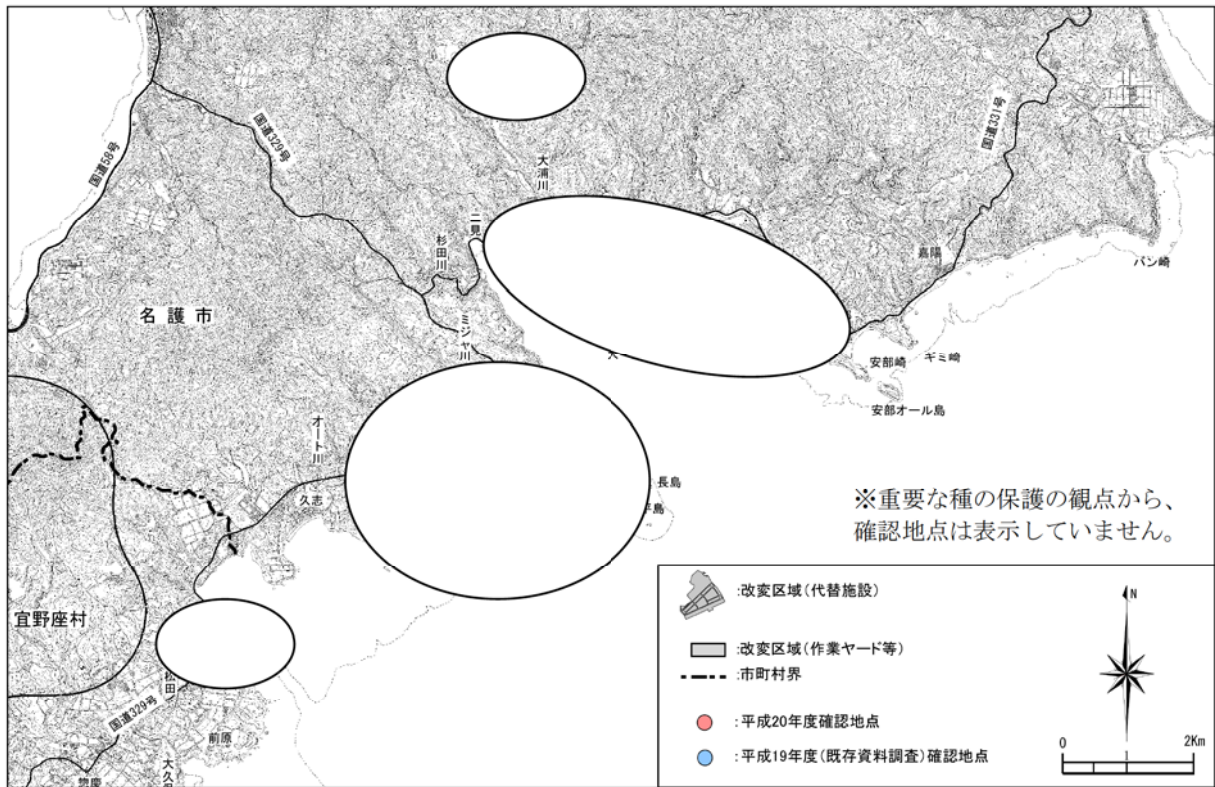 国道58号
国道329号
大浦川
国道331号
二見
杉田川
嘉陽
バン崎
名護市
ミジャ川
安部崎
ギミ崎
安部オール島
オート川
久志
長島
平島
※重要な種の保護の観点から、
確認地点は表示していません。
宜野座村
松田
国道329号
前原
惣慶
大久保
:改変区域(代替施設)
:改変区域(作業ヤード等)
:市町村界
:平成20年度確認地点
:平成19年度(既存資料調査)確認地点
N
0
1
2Km